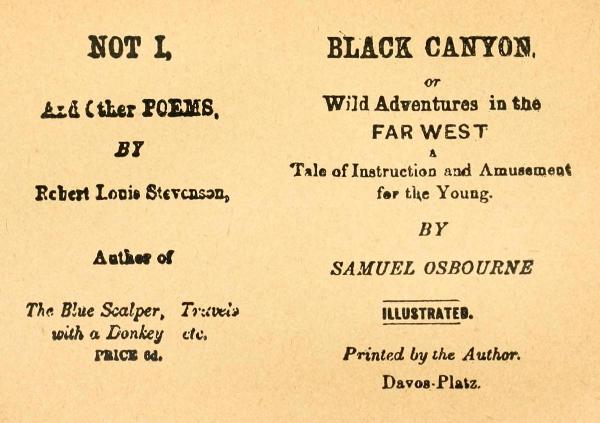 NOT I,
And Other POEMS,
BY
Robert Louis Stevenson,
Author of
The Blue Scalper, Travels
with a Donkey etc.
PRICE 6d.
BLACK CANYON,
or
Wild Adventures in the
FAR WEST
A
Tale of Instruction and Amusement
for the Young.
BY
SAMUEL OSBOURNE
ILLUSTRATED.
Printed by the Author.
Davos-Platz.